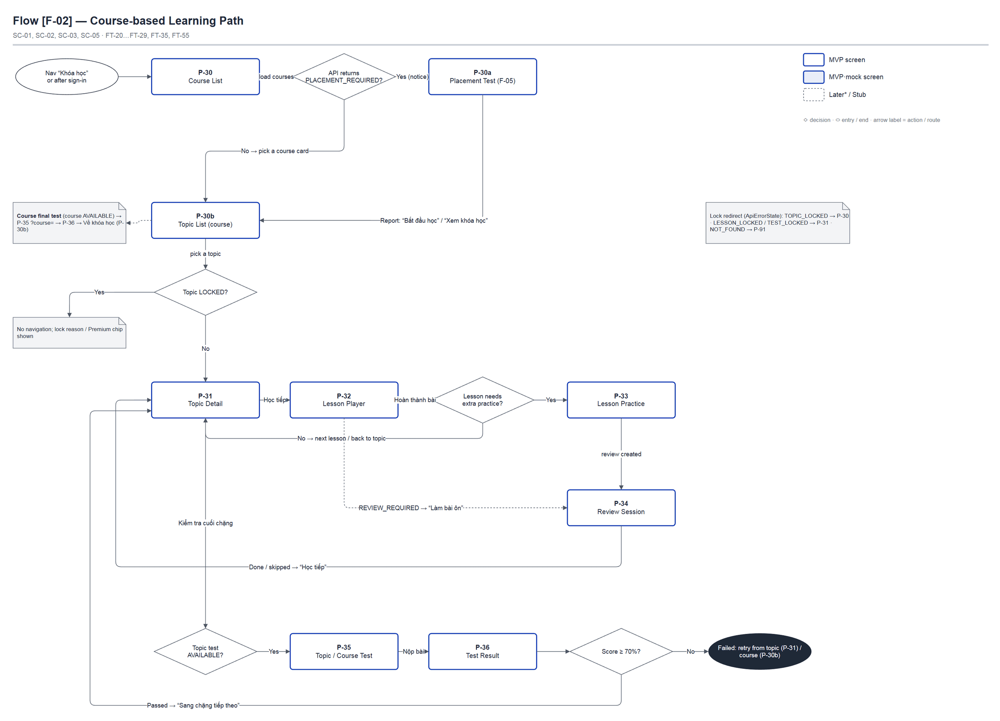 Flow [F-02] — Course-based Learning Path
SC-01, SC-02, SC-03, SC-05 · FT-20…FT-29, FT-35, FT-55
Nav “Khóa học”
or after sign-in
P-30
Course List
load courses
API returns
PLACEMENT_REQUIRED?
Yes (notice)
P-30a
Placement Test (F-05)
MVP screen
MVP·mock screen
Later* / Stub
◇ decision · ⬭ entry / end · arrow label = action / route
No → pick a course card
Course final test (course AVAILABLE) →
P-35 ?course= → P-36 → Về khóa học (P-
30b)
P-30b
Topic List (course)
Report: “Bắt đầu học” / “Xem khóa học”
Lock redirect (ApiErrorState): TOPIC_LOCKED → P-30
· LESSON_LOCKED / TEST_LOCKED → P-31 ·
NOT_FOUND → P-91
pick a topic
Topic LOCKED?
Yes
No navigation; lock reason / Premium chip
shown
No
P-31
Topic Detail
Học tiếp
P-32
Lesson Player
Hoàn thành bài
Lesson needs
extra practice?
Yes
P-33
Lesson Practice
No → next lesson / back to topic
review created
REVIEW_REQUIRED → “Làm bài ôn”
P-34
Review Session
Kiểm tra cuối chặng
Done / skipped → “Học tiếp”
Topic test
AVAILABLE?
Yes
P-35
Topic / Course Test
Nộp bài
P-36
Test Result
Score ≥ 70%?
No
Failed: retry from topic (P-31) /
course (P-30b)
Passed → “Sang chặng tiếp theo”